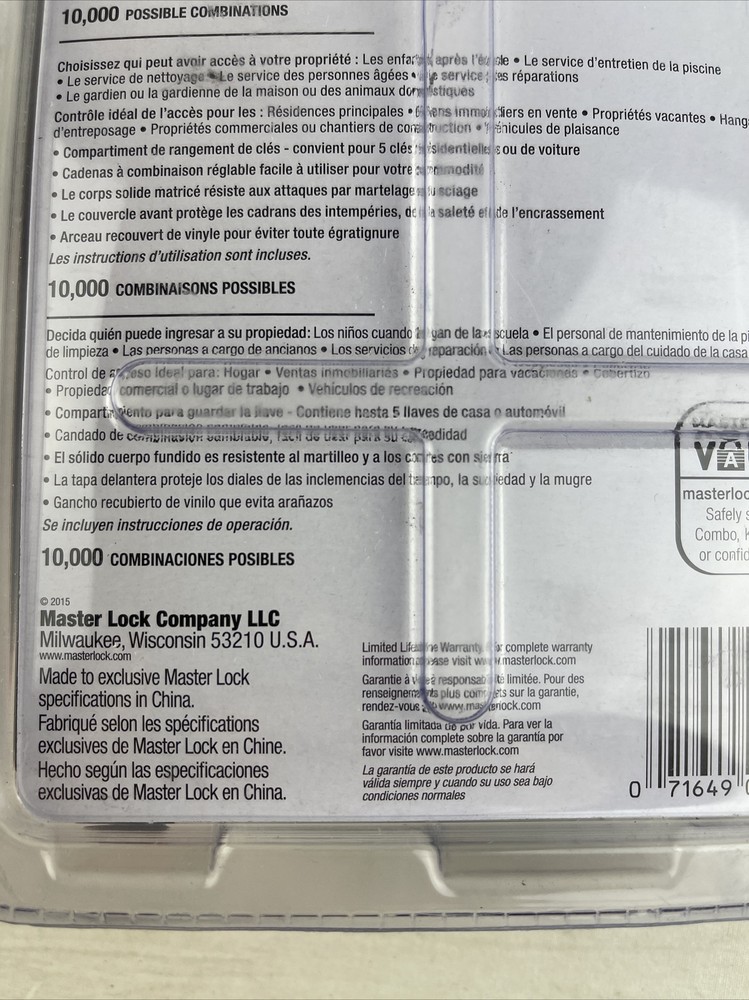 10,000 POSSIBLE COMBINATIONS
Choisissez qui peut avoir accès à votre propriété : Les enfants après l'école • Le service d'entretien de la piscine
• Le service de nettoyage • Le service des personnes âgées • Le service des réparations
• Le gardien ou la gardienne de la maison ou des animaux domestiques
Contrôle idéal de l'accès pour les : Résidences principales • Biens immobiliers en vente • Propriétés vacantes • Hang
d'entreposage • Propriétés commerciales ou chantiers de construction • Véhicules de plaisance
• Compartiment de rangement de clés - convient pour 5 clés résidentielles ou de voiture
• Cadenas à combinaison réglable facile à utiliser pour votre commodité
• Le corps solide matricé résiste aux attaques par martelage ou sciage
• Le couvercle avant protège les cadrans des intempéries, de la saleté et de l'encrassement
• Arceau recouvert de vinyle pour éviter toute égratignure
Les instructions d'utilisation sont incluses.
10,000 COMBINAISONS POSSIBLES
Decida quién puede ingresar a su propiedad: Los niños cuando vayan de la escuela • El personal de mantenimiento de la pi
de limpieza • Las personas a cargo de ancianos • Los servicios de reparación • Las personas a cargo del cuidado de la casa
Control de acceso ideal para: Hogar • Ventas inmobiliarias • Propiedad para vacaciones • Cobertizo
• Propiedad comercial o lugar de trabajo • Vehículos de recreación
• Compartimento para guardar la llave - Contiene hasta 5 llaves de casa o automóvil
• Candado de combinación cambiable, fácil de usar para su comodidad
• El sólido cuerpo fundido es resistente al martilleo y a los cortes con sierra
• La tapa delantera proteje los diales de las inclemencias del tiempo, la suciedad y la mugre
• Gancho recubierto de vinilo que evita arañazos
Se incluyen instrucciones de operación.
10,000 COMBINACIONES POSIBLES
MASTE
VA
masterloc
Safely s
Combo, K
or confid
© 2015
Master Lock Company LLC
Milwaukee, Wisconsin 53210 U.S.A.
www.masterlock.com
Made to exclusive Master Lock
specifications in China.
Fabriqué selon les spécifications
exclusives de Master Lock en Chine.
Hecho según las especificaciones
exclusivas de Master Lock en China.
Limited Lifetime Warranty. For complete warranty
information please visit www.masterlock.com
Garantie à vie à responsabilité limitée. Pour des
renseignements plus complets sur la garantie,
rendez-vous à www.masterlock.com
Garantía limitada de por vida. Para ver la
información complete sobre la garantía por
favor visite www.masterlock.com
La garantía de este producto se hará
válida siempre y cuando su uso sea bajo
condiciones normales
0 71649 0